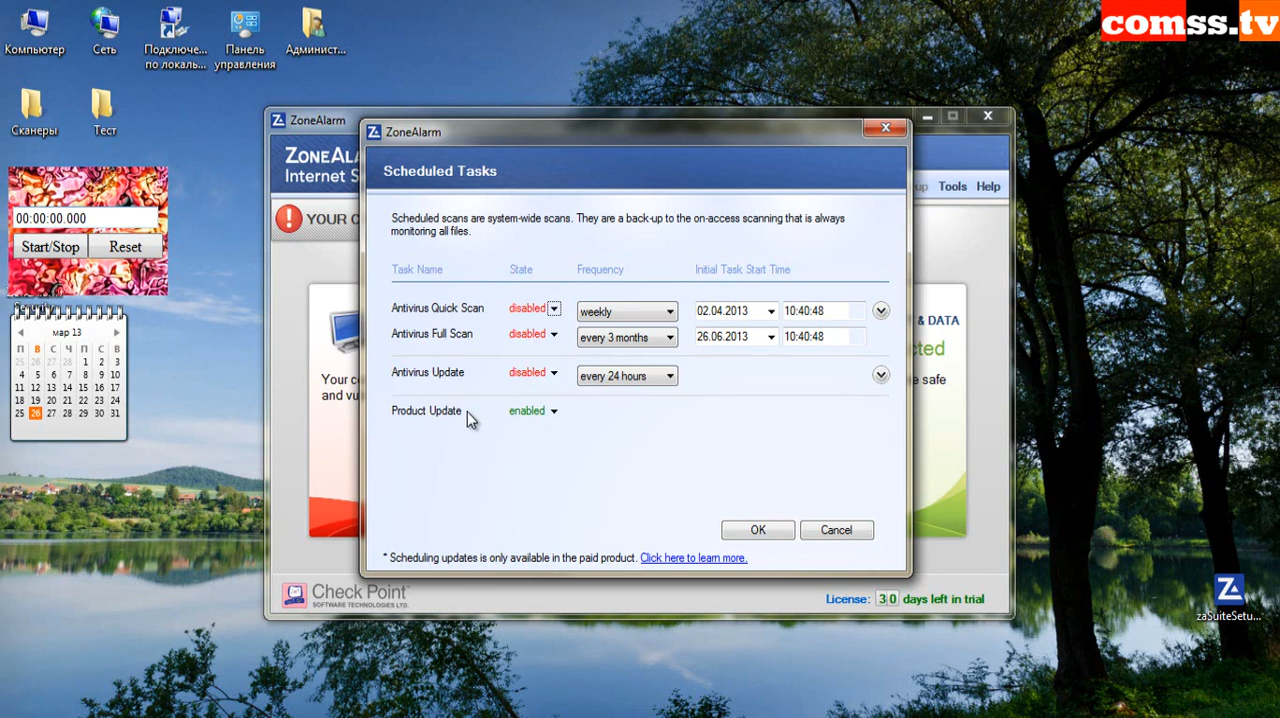 comss.tv
Компьютер
Сеть
Подключе...
по локаль...
Панель
управления
Админист...
Сканеры
Тест
00:00:00.000
Start/Stop
Reset
мар 13
П В С Ч П С В
25 26 27 28 1 2 3
4 5 6 7 8 9 10
11 12 13 14 15 16 17
18 19 20 21 22 23 24
25 26 27 28 29 30 31
ZoneAlarm
ZONEALA
Internet S
Tools
Help
YOUR C
Your c
and vu
& DATA
cted
e safe
ZoneAlarm
Scheduled Tasks
Scheduled scans are system-wide scans. They are a back-up to the on-access scanning that is always
monitoring all files.
Task Name State Frequency Initial Task Start Time
Antivirus Quick Scan disabled weekly 02.04.2013 10:40:48
Antivirus Full Scan disabled every 3 months 26.06.2013 10:40:48
Antivirus Update disabled every 24 hours
Product Update enabled
OK
Cancel
* Scheduling updates is only available in the paid product. Click here to learn more.
Check Point
SOFTWARE TECHNOLOGIES LTD.
License: 30 days left in trial
zaSuiteSetu...